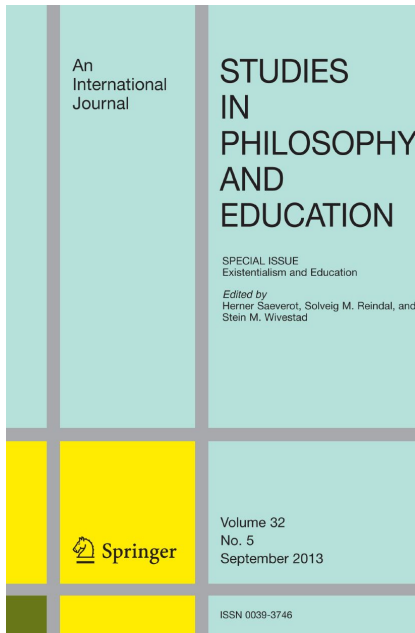 An
International
Journal
STUDIES
IN
PHILOSOPHY
AND
EDUCATION
SPECIAL ISSUE
Existentialism and Education
Edited by
Herner Saeverot, Solveig M. Reindal, and
Stein M. Wivestad
Springer
Volume 32
No. 5
September 2013
ISSN 0039-3746